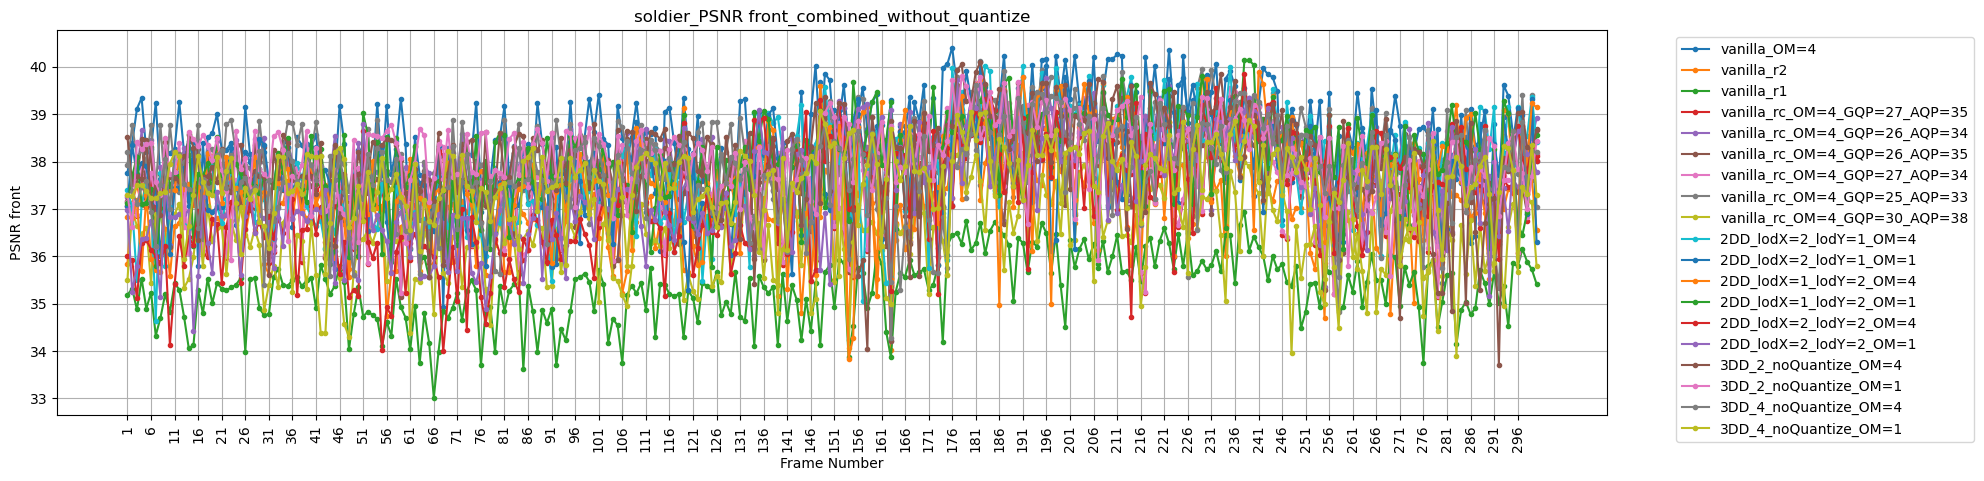 soldier_PSNR front_combined_without_quantize
PSNR front
40
39
38
37
36
35
34
33
1 6 11 16 21 26 31 36 41 46 51 56 61 66 71 76 81 86 91 96 101 106 111 116 121 126 131 136 141 146 151 156 161 166 171 176 181 186 191 196 201 206 211 216 221 226 231 236 241 246 251 256 261 266 271 276 281 286 291 296
Frame Number
vanilla_OM=4
vanilla_r2
vanilla_r1
vanilla_rc_OM=4_GQP=27_AQP=35
vanilla_rc_OM=4_GQP=26_AQP=34
vanilla_rc_OM=4_GQP=26_AQP=35
vanilla_rc_OM=4_GQP=27_AQP=34
vanilla_rc_OM=4_GQP=25_AQP=33
vanilla_rc_OM=4_GQP=30_AQP=38
2DD_lodX=2_lodY=1_OM=4
2DD_lodX=2_lodY=1_OM=1
2DD_lodX=1_lodY=2_OM=4
2DD_lodX=1_lodY=2_OM=1
2DD_lodX=2_lodY=2_OM=4
2DD_lodX=2_lodY=2_OM=1
3DD_2_noQuantize_OM=4
3DD_2_noQuantize_OM=1
3DD_4_noQuantize_OM=4
3DD_4_noQuantize_OM=1